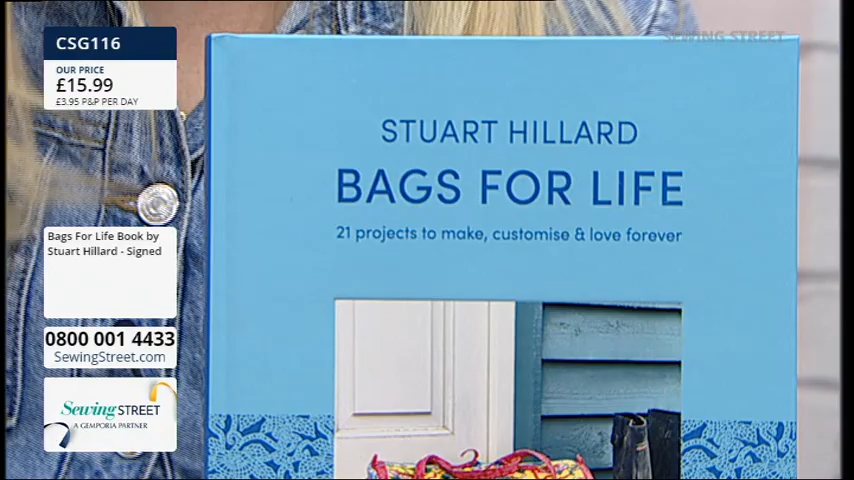 CSG116
OUR PRICE
£15.99
£3.95 P&P PER DAY
Bags For Life Book by
Stuart Hillard - Signed
0800 001 4433
SewingStreet.com
Sewing STREET
A GEMPORIA PARTNER
SEWING STREET
STUART HILLARD
BAGS FOR LIFE
21 projects to make, customise & love forever